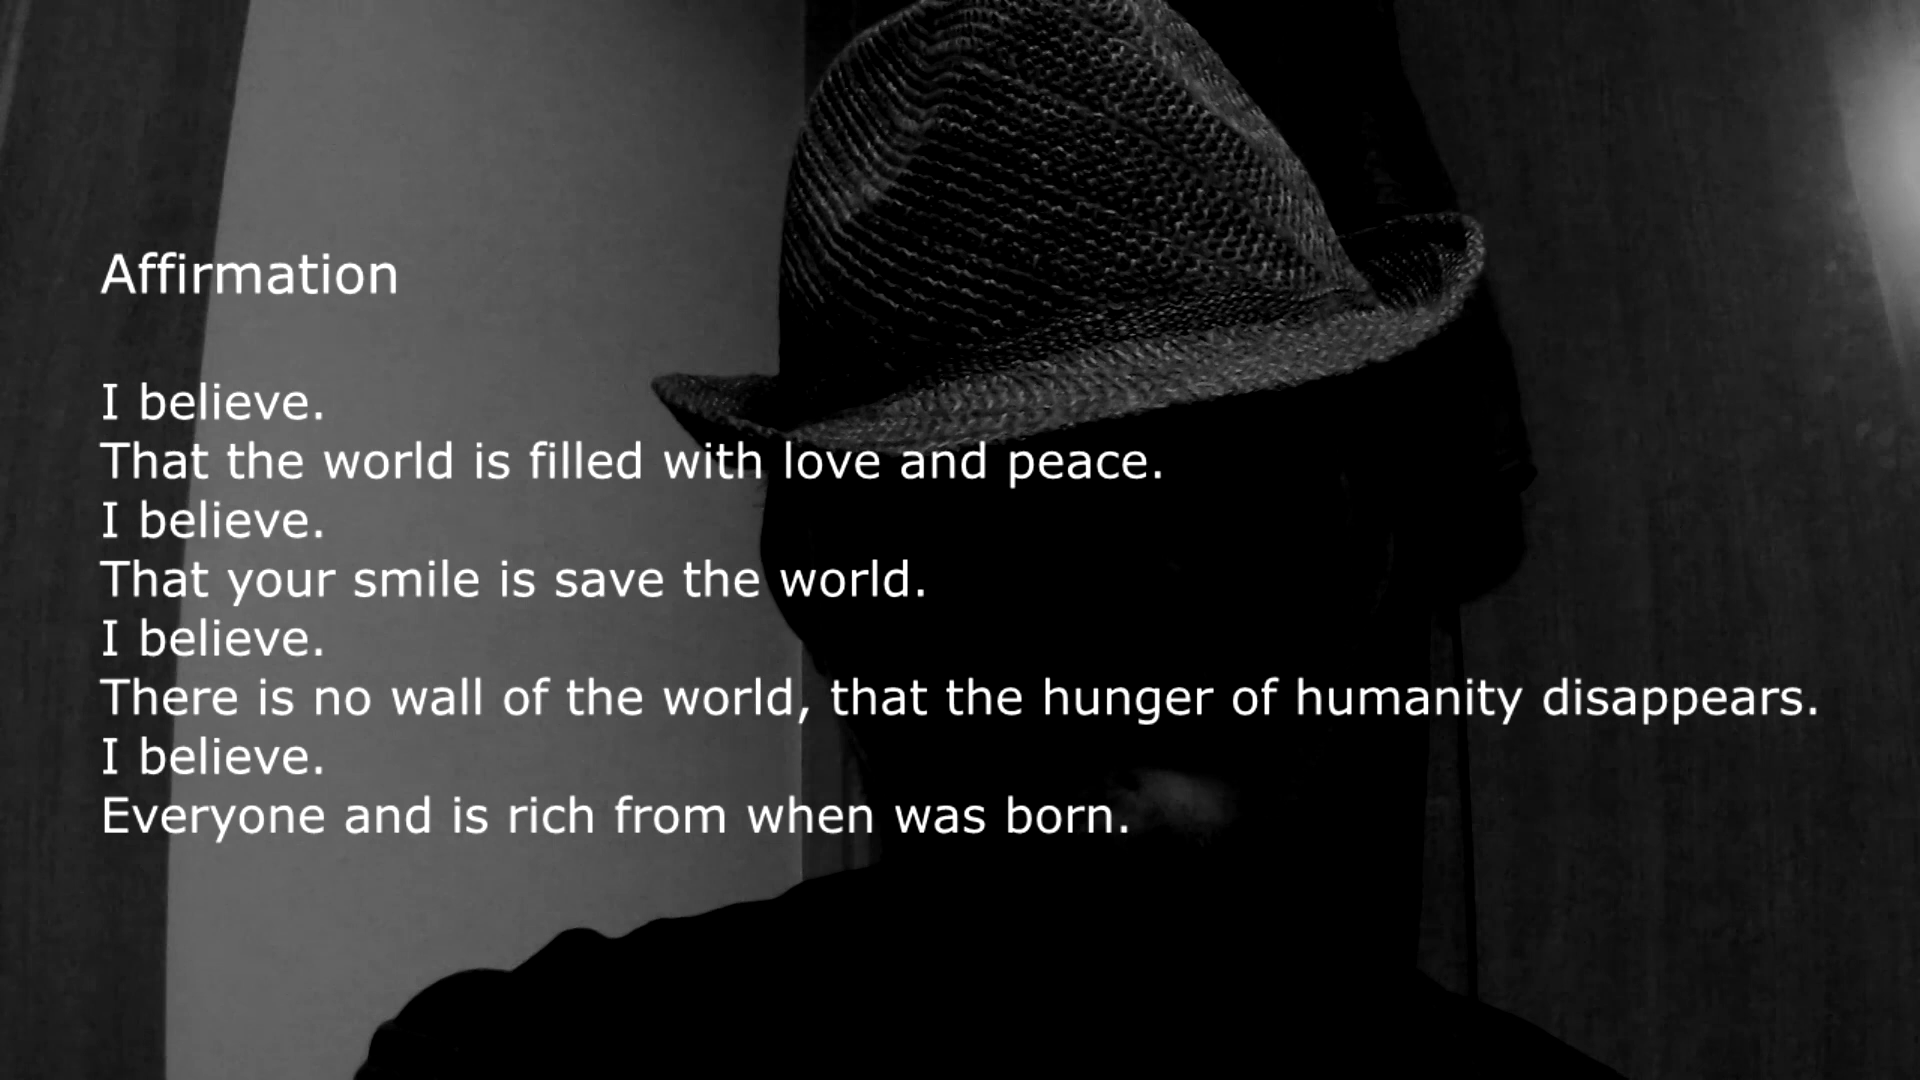 Affirmation
I believe.
That the world is filled with love and peace.
I believe.
That your smile is save the world.
I believe.
There is no wall of the world, that the hunger of humanity disappears.
I believe.
Everyone and is rich from when was born.